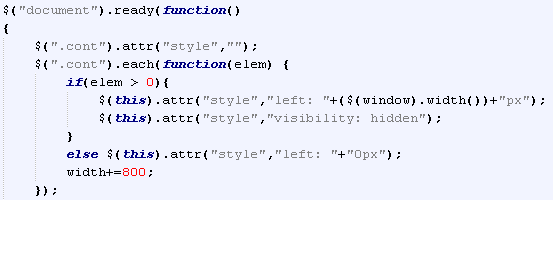 $("document").ready(function()
{
    $(".cont").attr("style","");
    $(".cont").each(function(elem) {
        if(elem > 0){
            $(this).attr("style","left: "+($(window).width())+"px");
            $(this).attr("style","visibility: hidden");
        }
        else $(this).attr("style","left: "+"0px");
        width+=800;
    });